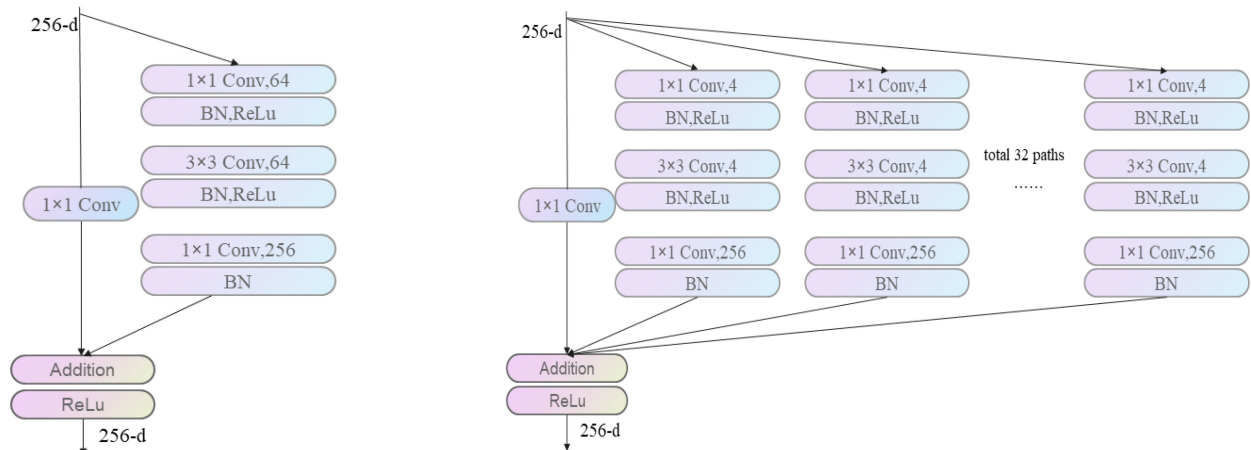 256-d
1×1 Conv,64
BN,ReLu
3×3 Conv,64
BN,ReLu
1×1 Conv
1×1 Conv,256
BN
Addition
ReLu
256-d
256-d
1×1 Conv,4
BN,ReLu
3×3 Conv,4
BN,ReLu
1×1 Conv
1×1 Conv,256
BN
1×1 Conv,4
BN,ReLu
3×3 Conv,4
BN,ReLu
1×1 Conv,256
BN
total 32 paths
......
1×1 Conv,4
BN,ReLu
3×3 Conv,4
BN,ReLu
1×1 Conv,256
BN
Addition
ReLu
256-d